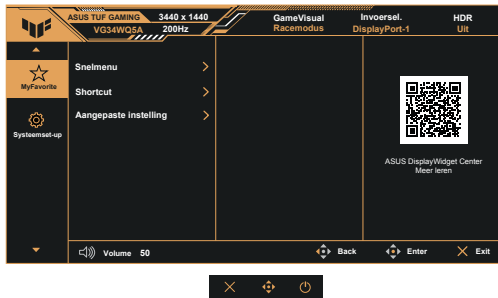 ASUS TUF GAMING 3440 x 1440
VG34WQ5A 200Hz
GameVisual Invoersel. HDR
Racemodus DisplayPort-1 Uit
MyFavorite
Systeemset-up
Snelmenu
Shortcut
Aangepaste instelling
ASUS DisplayWidget Center
Meer leren
Volume 50 Back Enter Exit